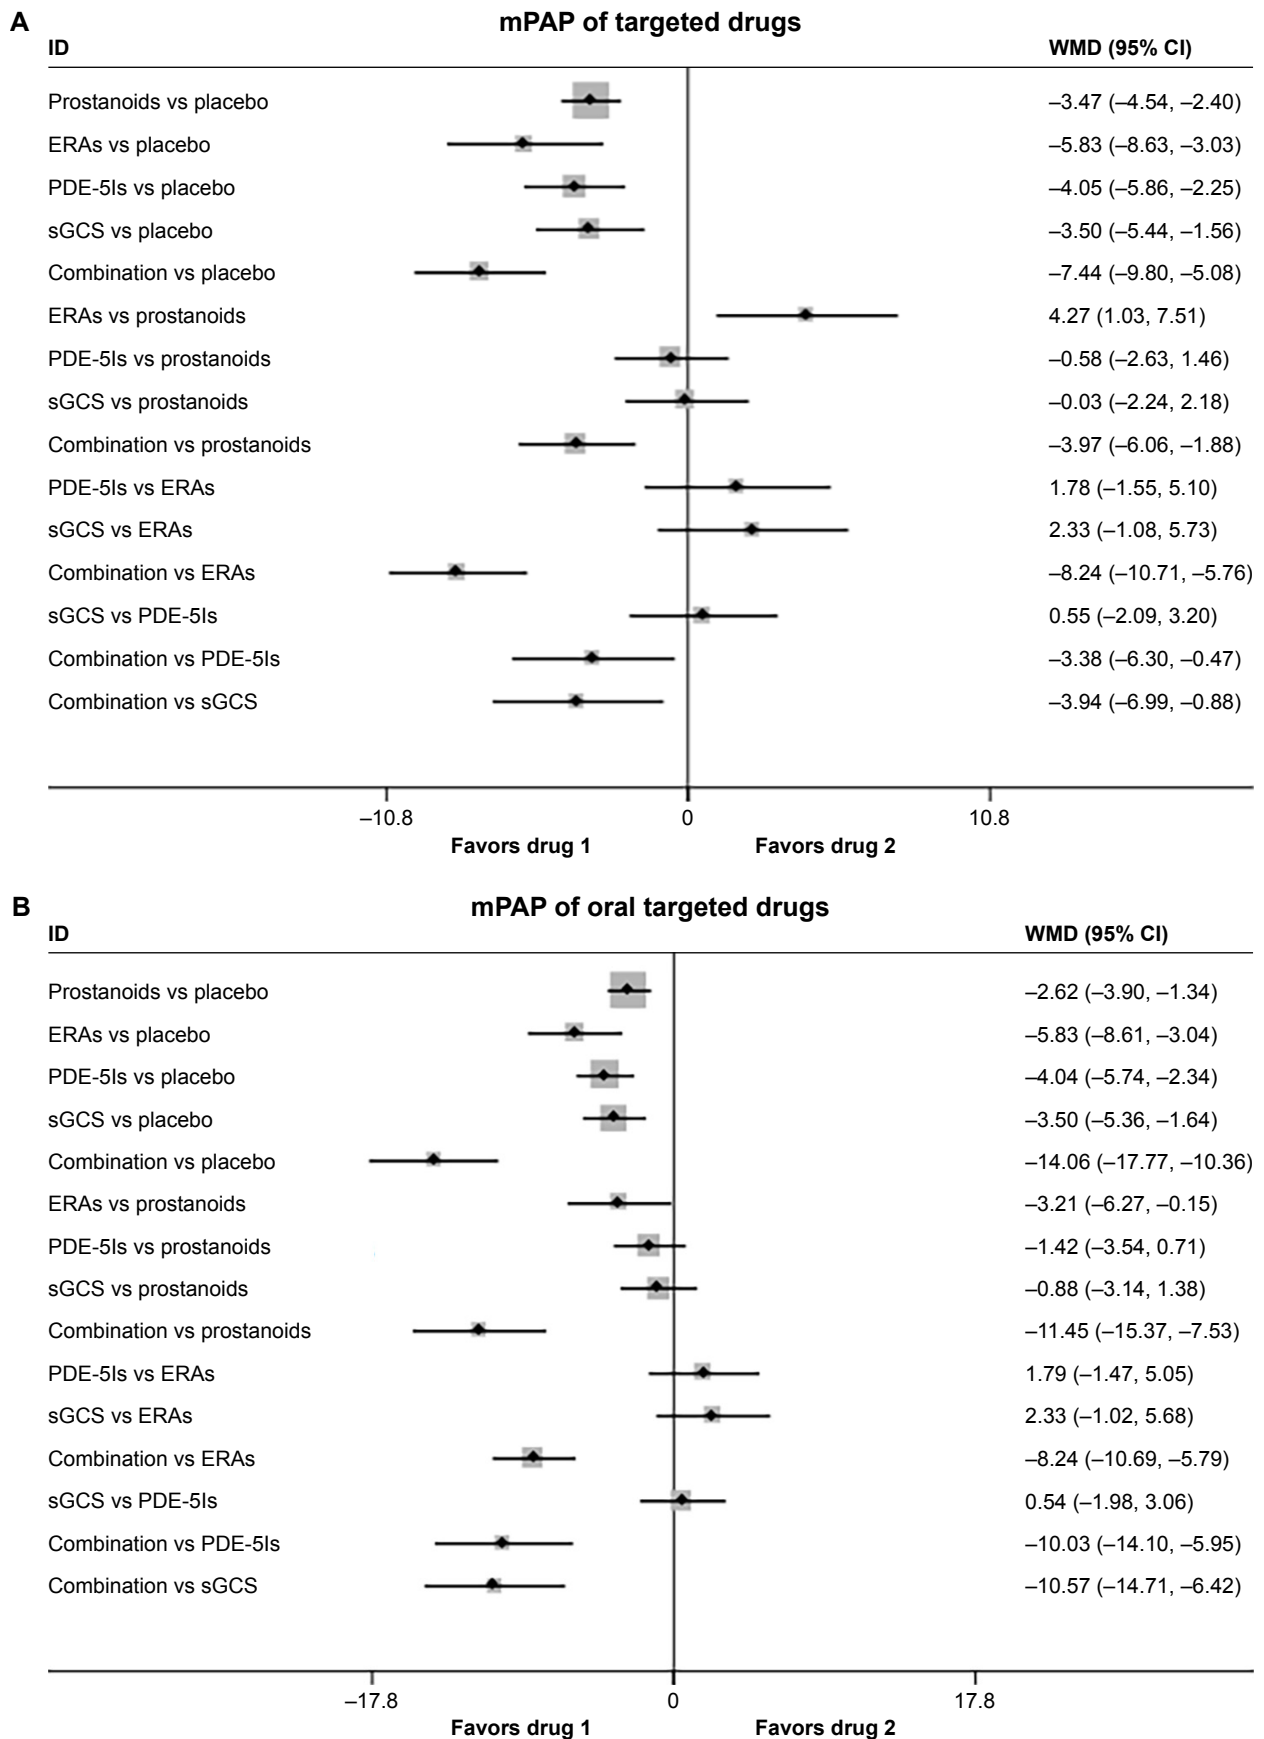 A
mPAP of targeted drugs
ID WMD (95% CI)
Prostanoids vs placebo –3.47 (–4.54, –2.40)
ERAs vs placebo –5.83 (–8.63, –3.03)
PDE-5Is vs placebo –4.05 (–5.86, –2.25)
sGCS vs placebo –3.50 (–5.44, –1.56)
Combination vs placebo –7.44 (–9.80, –5.08)
ERAs vs prostanoids 4.27 (1.03, 7.51)
PDE-5Is vs prostanoids –0.58 (–2.63, 1.46)
sGCS vs prostanoids –0.03 (–2.24, 2.18)
Combination vs prostanoids –3.97 (–6.06, –1.88)
PDE-5Is vs ERAs 1.78 (–1.55, 5.10)
sGCS vs ERAs 2.33 (–1.08, 5.73)
Combination vs ERAs –8.24 (–10.71, –5.76)
sGCS vs PDE-5Is 0.55 (–2.09, 3.20)
Combination vs PDE-5Is –3.38 (–6.30, –0.47)
Combination vs sGCS –3.94 (–6.99, –0.88)
–10.8 0 10.8
Favors drug 1 Favors drug 2
B
mPAP of oral targeted drugs
ID WMD (95% CI)
Prostanoids vs placebo –2.62 (–3.90, –1.34)
ERAs vs placebo –5.83 (–8.61, –3.04)
PDE-5Is vs placebo –4.04 (–5.74, –2.34)
sGCS vs placebo –3.50 (–5.36, –1.64)
Combination vs placebo –14.06 (–17.77, –10.36)
ERAs vs prostanoids –3.21 (–6.27, –0.15)
PDE-5Is vs prostanoids –1.42 (–3.54, 0.71)
sGCS vs prostanoids –0.88 (–3.14, 1.38)
Combination vs prostanoids –11.45 (–15.37, –7.53)
PDE-5Is vs ERAs 1.79 (–1.47, 5.05)
sGCS vs ERAs 2.33 (–1.02, 5.68)
Combination vs ERAs –8.24 (–10.69, –5.79)
sGCS vs PDE-5Is 0.54 (–1.98, 3.06)
Combination vs PDE-5Is –10.03 (–14.10, –5.95)
Combination vs sGCS –10.57 (–14.71, –6.42)
–17.8 0 17.8
Favors drug 1 Favors drug 2